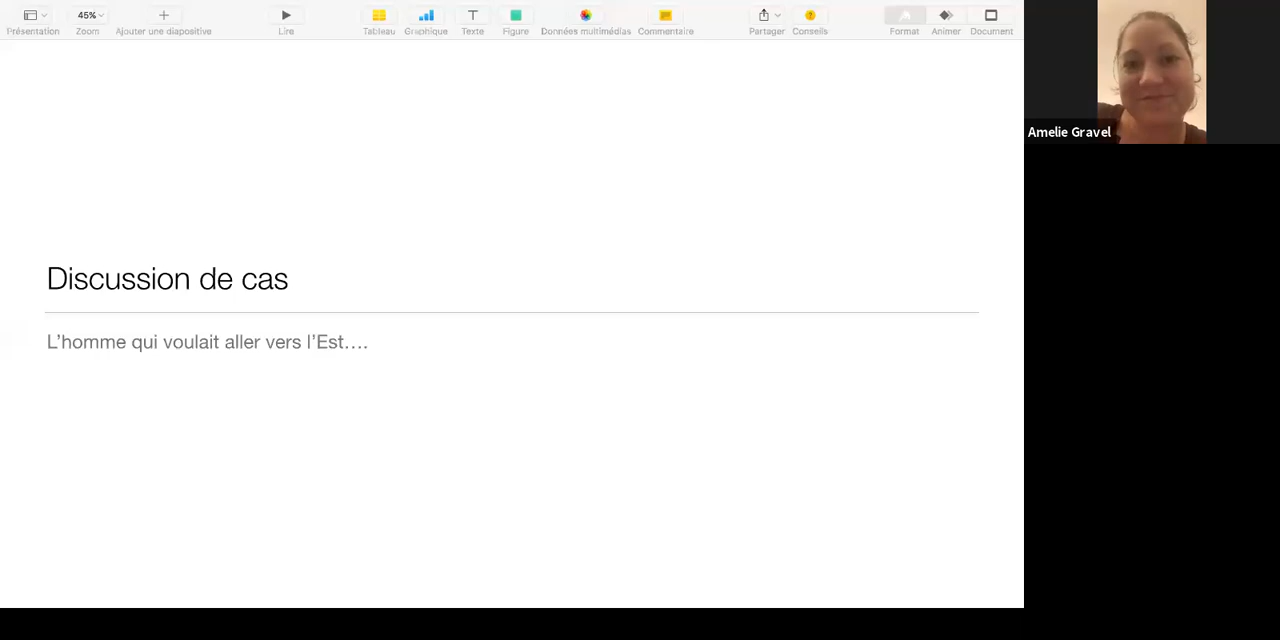 Présentation
45%
Zoom
Ajouter une diapositive
Lire
Tableau
Graphique
Texte
Figure
Données multimédias
Commentaire
Partager
Conseils
Format
Animer
Document
Amelie Gravel
Discussion de cas
L’homme qui voulait aller vers l’Est….